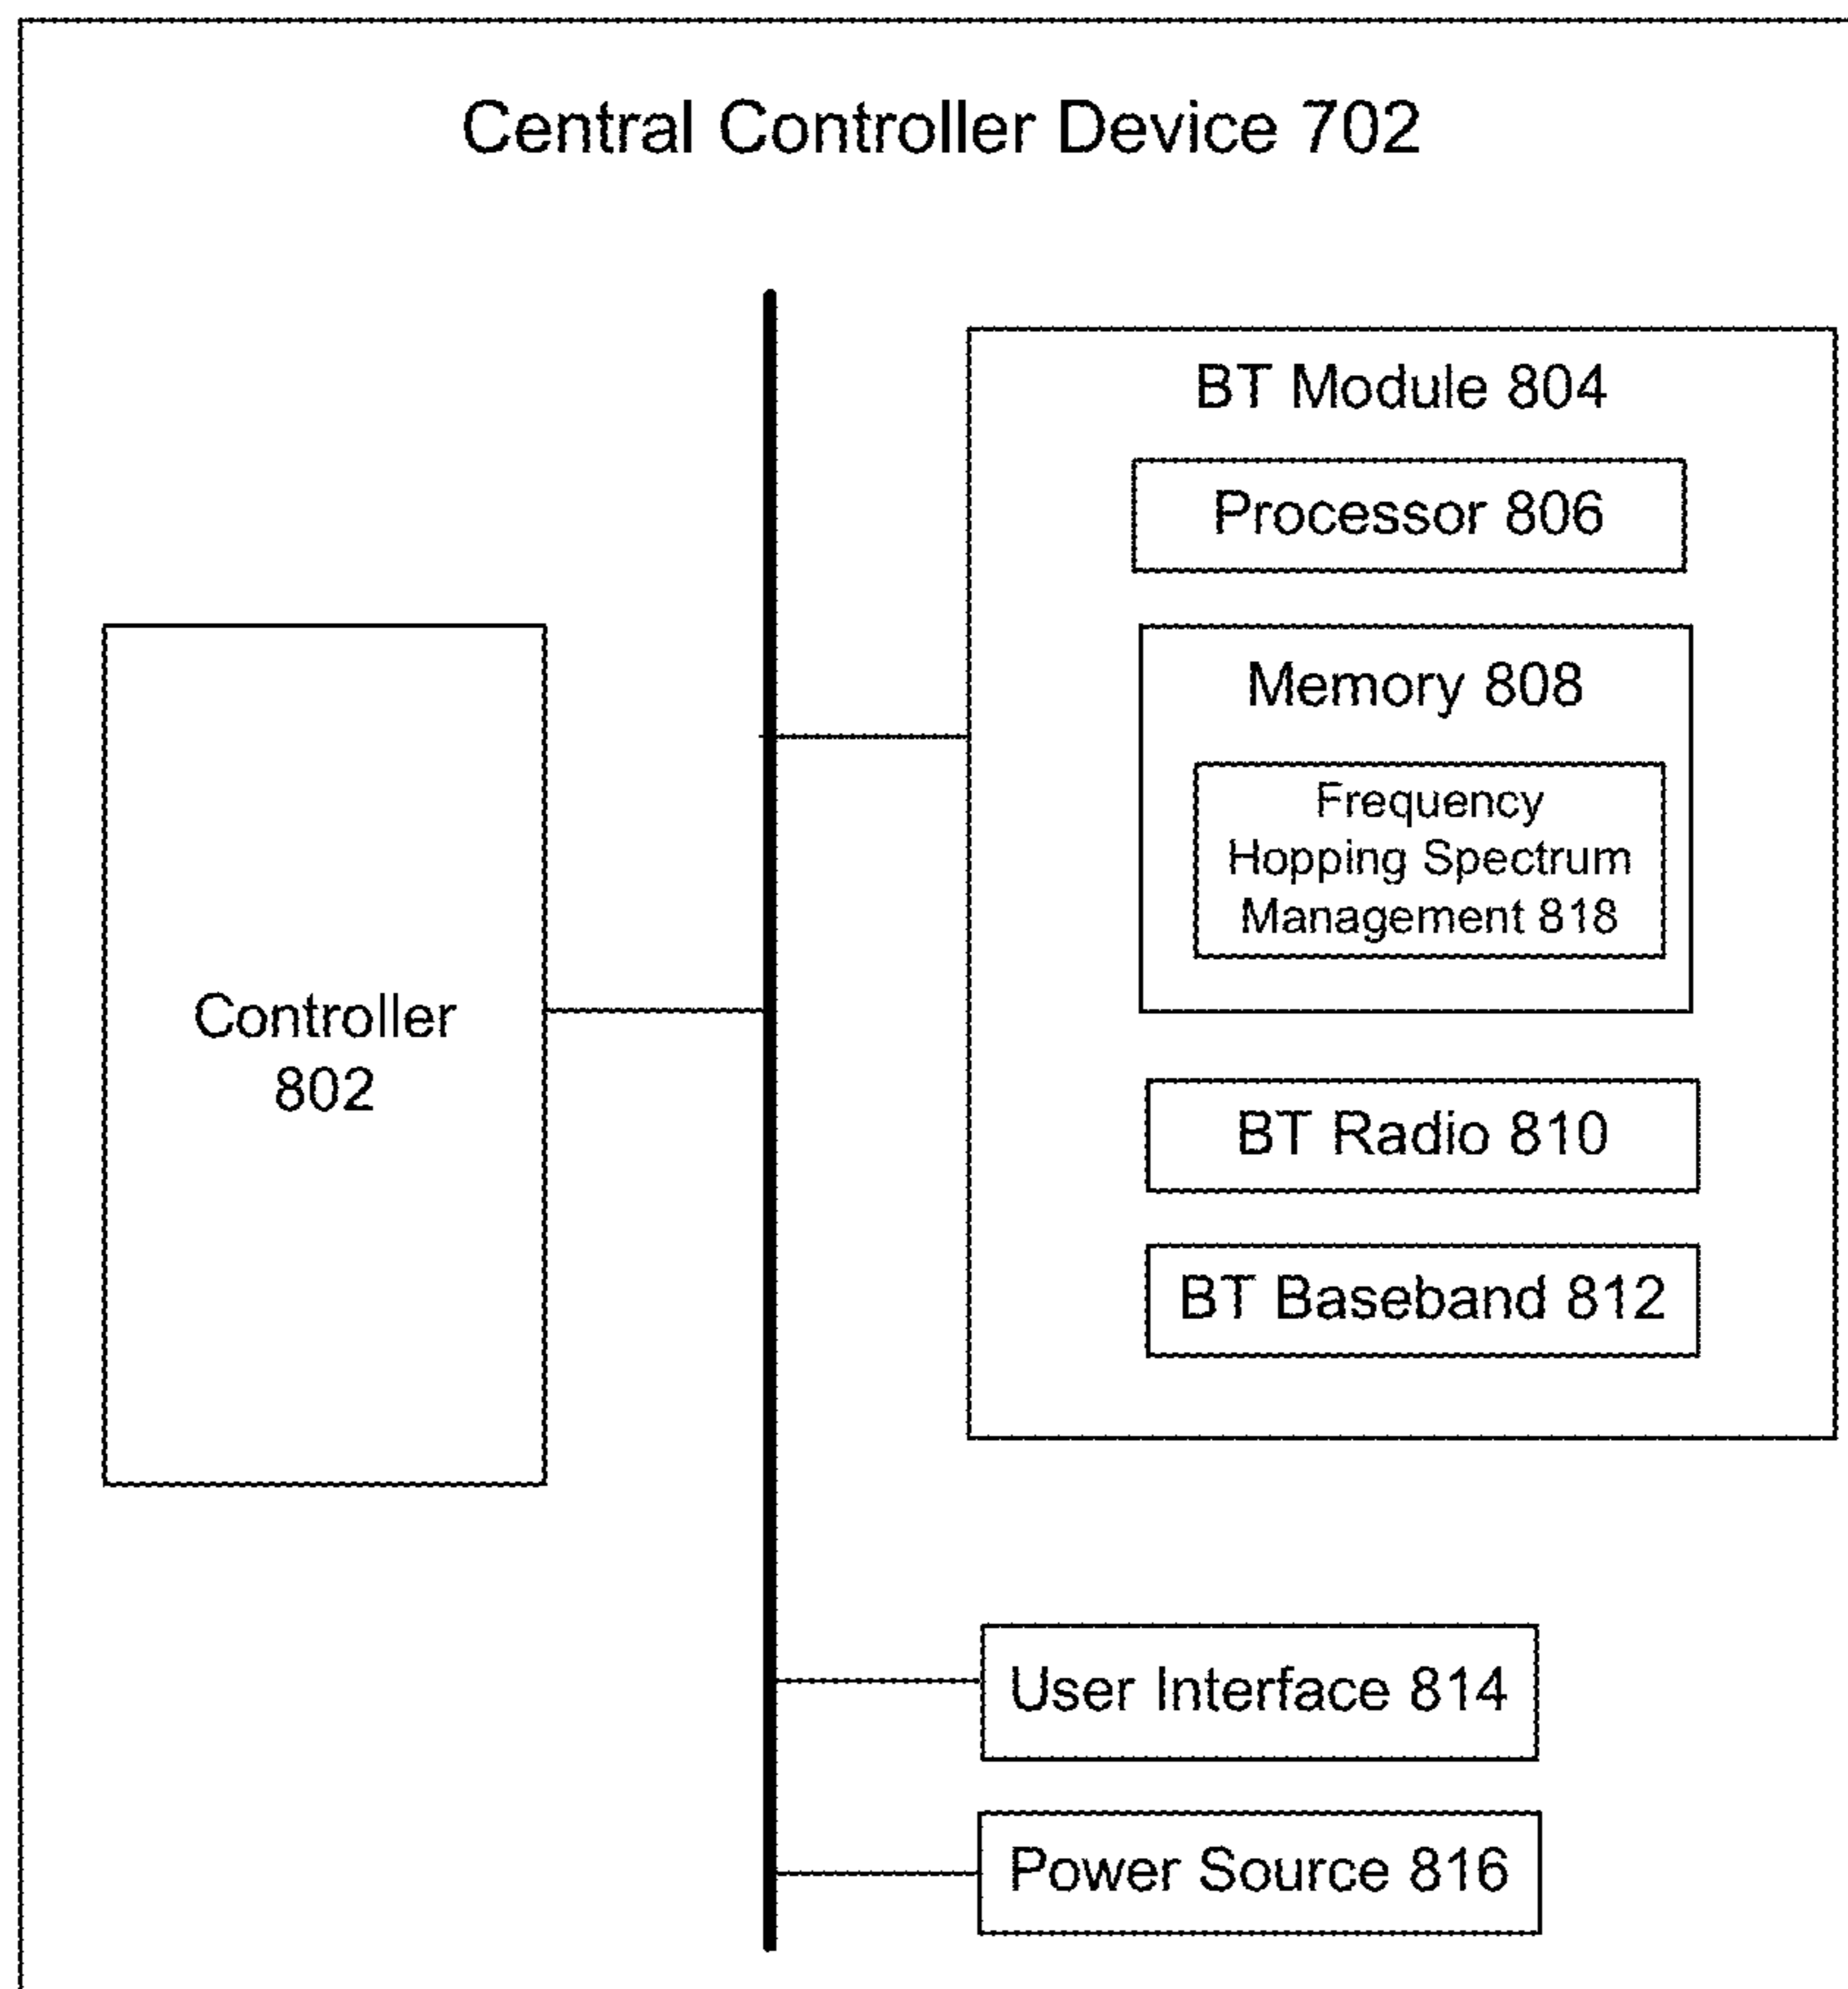 Central Controller Device 702
BT Module 804
Processor 806
Memory 808
Frequency
Hopping Spectrum
Management 818
Controller
802
BT Radio 810
BT Baseband 812
User Interface 814
Power Source 816